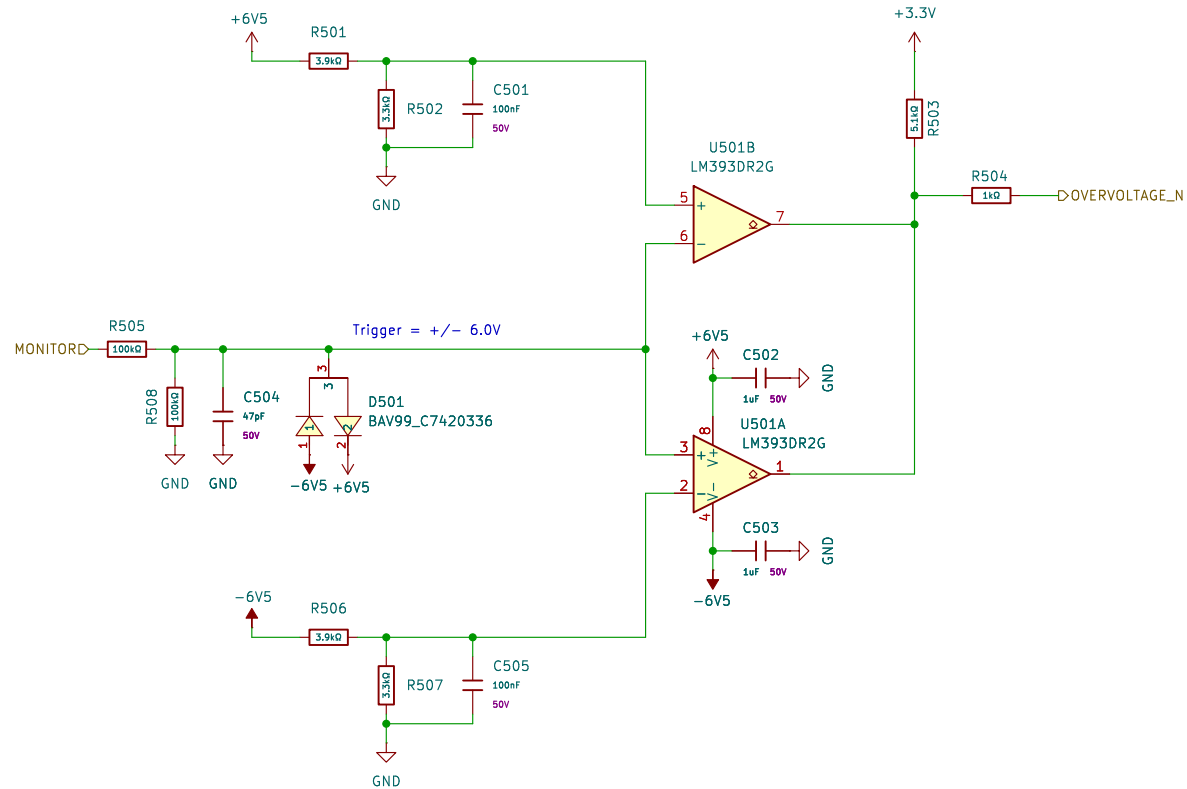 +6V5
R501
3.9kΩ
3.3kΩ
R502
C501
100nF
50V
GND
+3.3V
5.1kΩ
R503
U501B
LM393DR2G
5
+
6
−
7
R504
1kΩ
OVERVOLTAGE_N
MONITOR
R505
100kΩ
Trigger = +/- 6.0V
R508
100kΩ
C504
47pF
50V
GND
GND
3
3
D501
BAV99_C7420336
1
2
1
2
-6V5
+6V5
+6V5
C502
1uF
50V
GND
U501A
LM393DR2G
8
V+
3
+
2
−
1
V-
4
C503
1uF
50V
GND
-6V5
-6V5
R506
3.9kΩ
3.3kΩ
R507
C505
100nF
50V
GND